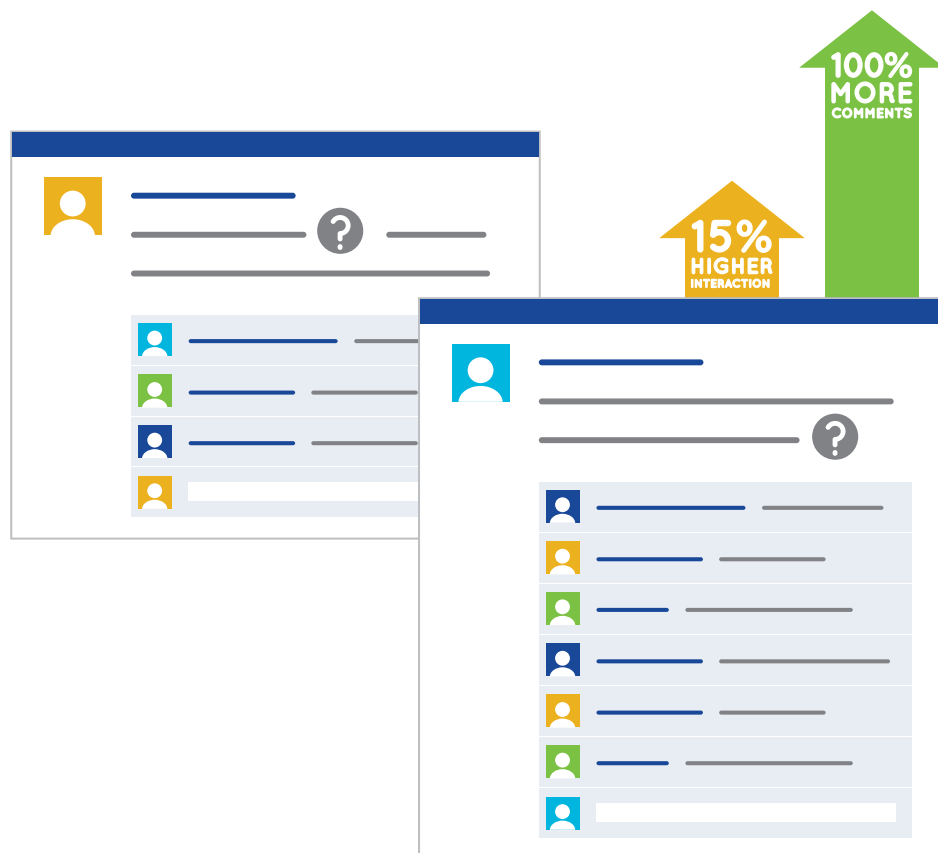 100%
MORE
COMMENTS
15%
HIGHER
INTERACTION
?
?